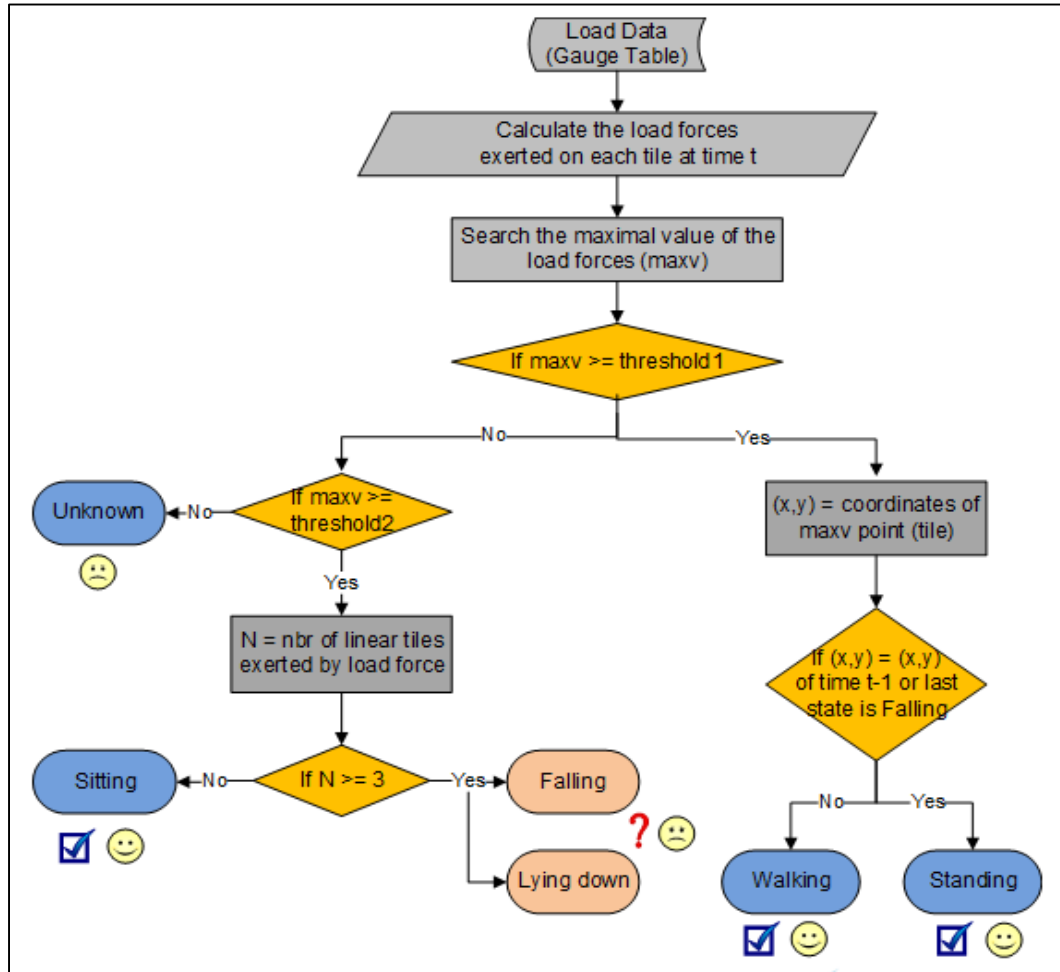 Load Data
(Gauge Table)
Calculate the load forces
exerted on each tile at time t
Search the maximal value of the
load forces (maxv)
If maxv >= threshold1
No
Yes
If maxv >=
threshold2
No
Unknown
Yes
(x,y) = coordinates of
maxv point (tile)
N = nbr of linear tiles
exerted by load force
If (x,y) = (x,y)
of time t-1 or last
state is Falling
If N >= 3
No
Sitting
Yes
Falling
?
Lying down
No
Yes
Walking
Standing